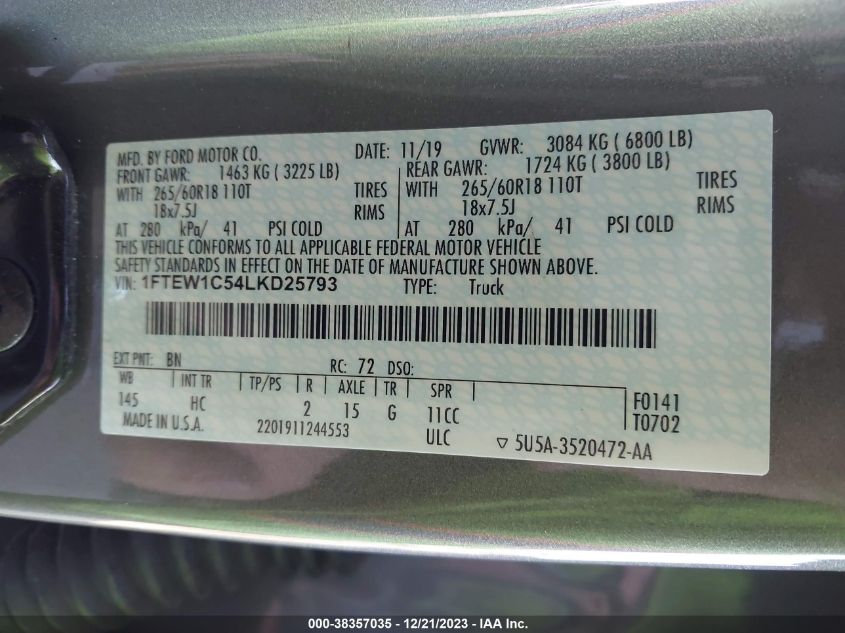 MFD. BY FORD MOTOR CO. DATE: 11/19 GVWR: 3084 KG ( 6800 LB)
FRONT GAWR: 1463 KG ( 3225 LB) REAR GAWR: 1724 KG ( 3800 LB)
WITH 265/60R18 110T TIRES WITH 265/60R18 110T TIRES
18x7.5J RIMS 18x7.5J RIMS
AT 280 kPa/ 41 PSI COLD AT 280 kPa/ 41 PSI COLD
THIS VEHICLE CONFORMS TO ALL APPLICABLE FEDERAL MOTOR VEHICLE
SAFETY STANDARDS IN EFFECT ON THE DATE OF MANUFACTURE SHOWN ABOVE.
VIN: 1FTEW1C54LKD25793 TYPE: Truck
EXT PNT: BN RC: 72 DSO:
WB INT TR TP/PS R AXLE TR SPR F0141
145 HC 2 15 G 11CC T0702
MADE IN U.S.A. 2201911244553 ULC ▽ 5U5A-3520472-AA
000-38357035 - 12/21/2023 - IAA Inc.